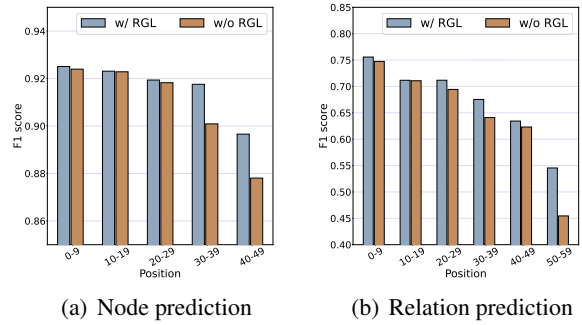 w/ RGL w/o RGL
0.94
0.92
0.90
0.88
0.86
F1 score
0-9 10-19 20-29 30-39 40-49
Position
(a) Node prediction
w/ RGL w/o RGL
0.85
0.80
0.75
0.70
0.65
0.60
0.55
0.50
0.45
0.40
F1 score
0-9 10-19 20-29 30-39 40-49 50-59
Position
(b) Relation prediction